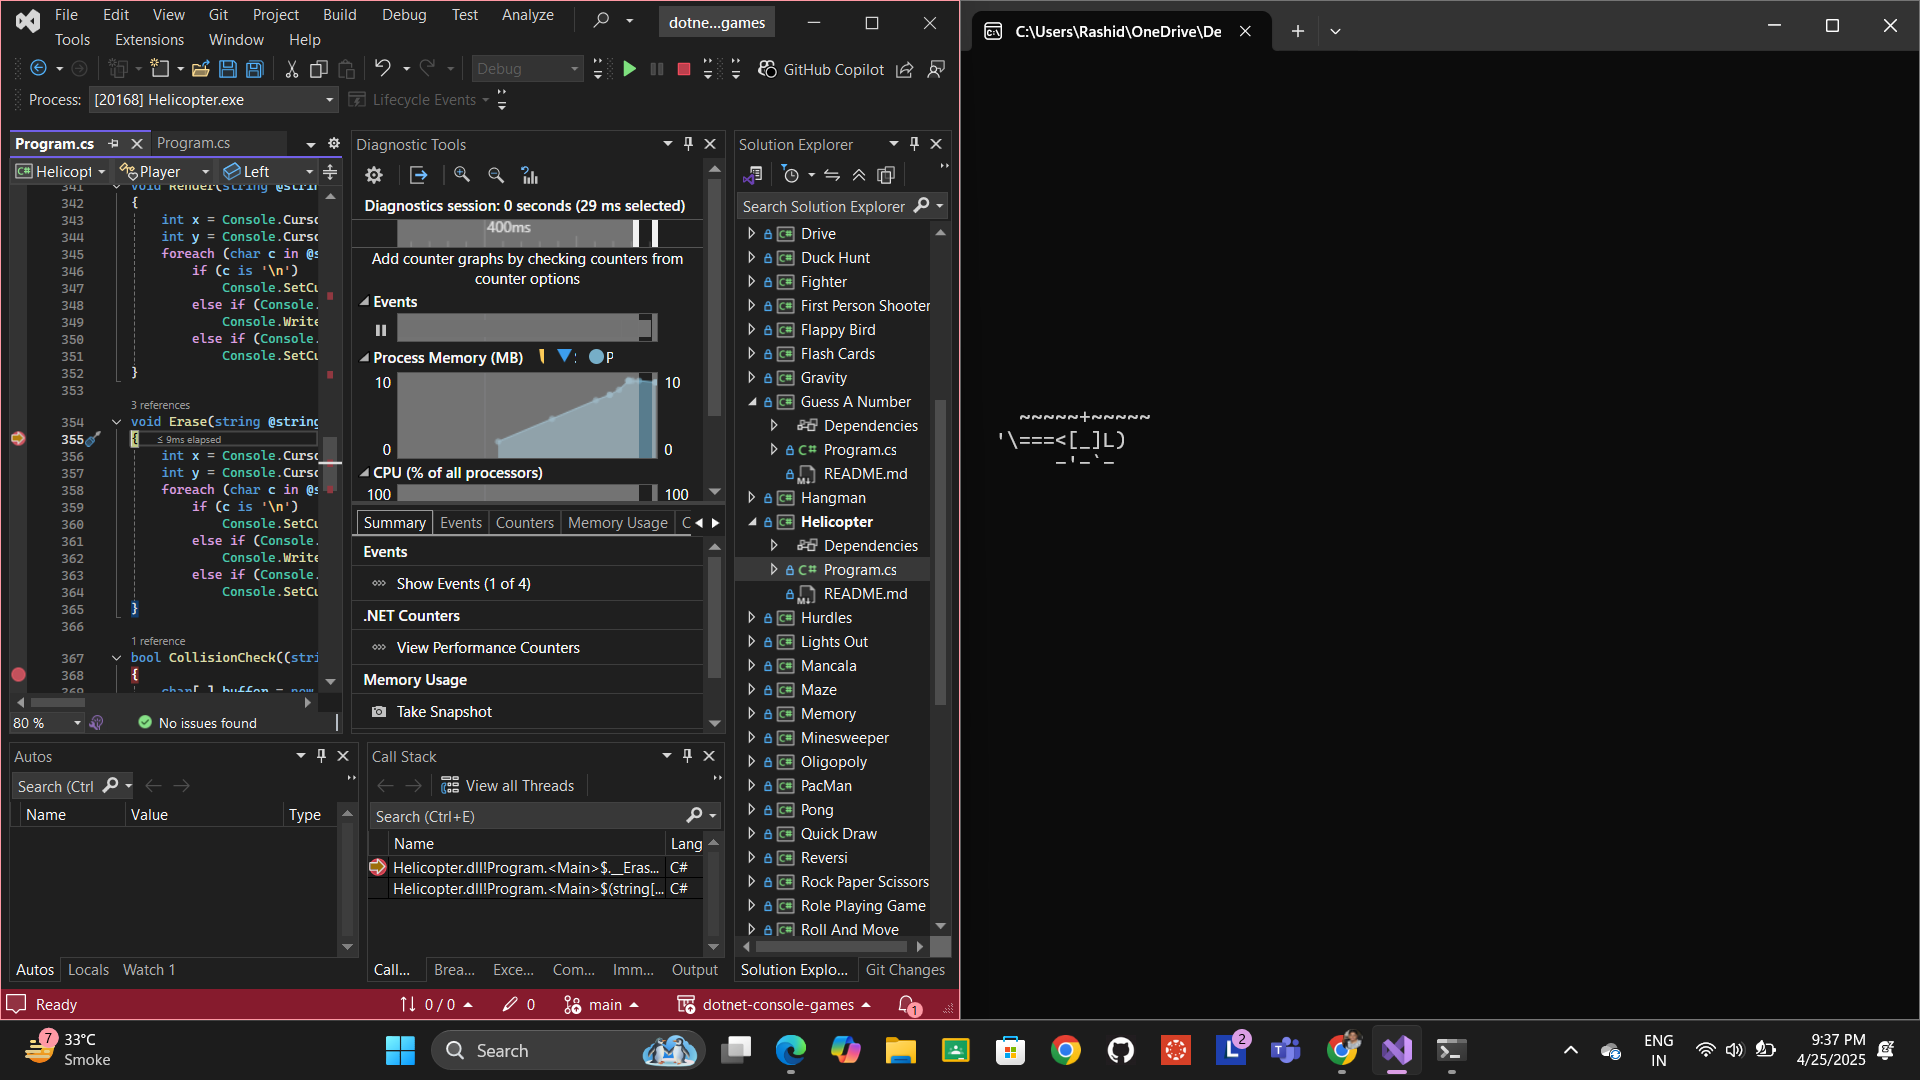 File Edit View Git Project Build Debug Test Analyze
Tools Extensions Window Help
dotne...games
Debug
GitHub Copilot
Process: [20168] Helicopter.exe
Lifecycle Events
Program.cs
Program.cs
Helicopt
Player
Left
341 void Render(string @strin
342 {
343 int x = Console.Curso
344 int y = Console.Curso
345 foreach (char c in @s
346 if (c is '\n')
347 Console.SetCu
348 else if (Console.
349 Console.Write
350 else if (Console.
351 Console.SetCu
352 }
353
3 references
354 void Erase(string @string
355 { ≤ 9ms elapsed
356 int x = Console.Curso
357 int y = Console.Curso
358 foreach (char c in @s
359 if (c is '\n')
360 Console.SetCu
361 else if (Console.
362 Console.Write
363 else if (Console.
364 Console.SetCu
365 }
366
1 reference
367 bool CollisionCheck((stri
368 {
369 char[,] buffer = new
80 %
No issues found
Diagnostic Tools
Diagnostics session: 0 seconds (29 ms selected)
400ms
Add counter graphs by checking counters from
counter options
Events
Process Memory (MB) P
10 10
0 0
CPU (% of all processors)
100 100
Summary Events Counters Memory Usage C
Events
Show Events (1 of 4)
.NET Counters
View Performance Counters
Memory Usage
Take Snapshot
Solution Explorer
Search Solution Explorer
Drive
Duck Hunt
Fighter
First Person Shooter
Flappy Bird
Flash Cards
Gravity
Guess A Number
Dependencies
C# Program.cs
README.md
Hangman
Helicopter
Dependencies
C# Program.cs
README.md
Hurdles
Lights Out
Mancala
Maze
Memory
Minesweeper
Oligopoly
PacMan
Pong
Quick Draw
Reversi
Rock Paper Scissors
Role Playing Game
Roll And Move
Solution Explo... Git Changes
Autos
Search (Ctrl
Name Value Type
Autos Locals Watch 1
Call Stack
View all Threads
Search (Ctrl+E)
Name Lang
Helicopter.dll!Program.<Main>$.__Eras... C#
Helicopter.dll!Program.<Main>$(string[... C#
Call... Brea... Exce... Com... Imm... Output
Ready
0 / 0
0
main
dotnet-console-games
1
C:\Users\Rashid\OneDrive\De
~~~~~+~~~~~
'\===<[_]L)
-'-`-
7
33°C
Smoke
Search
2
ENG
IN
9:37 PM
4/25/2025